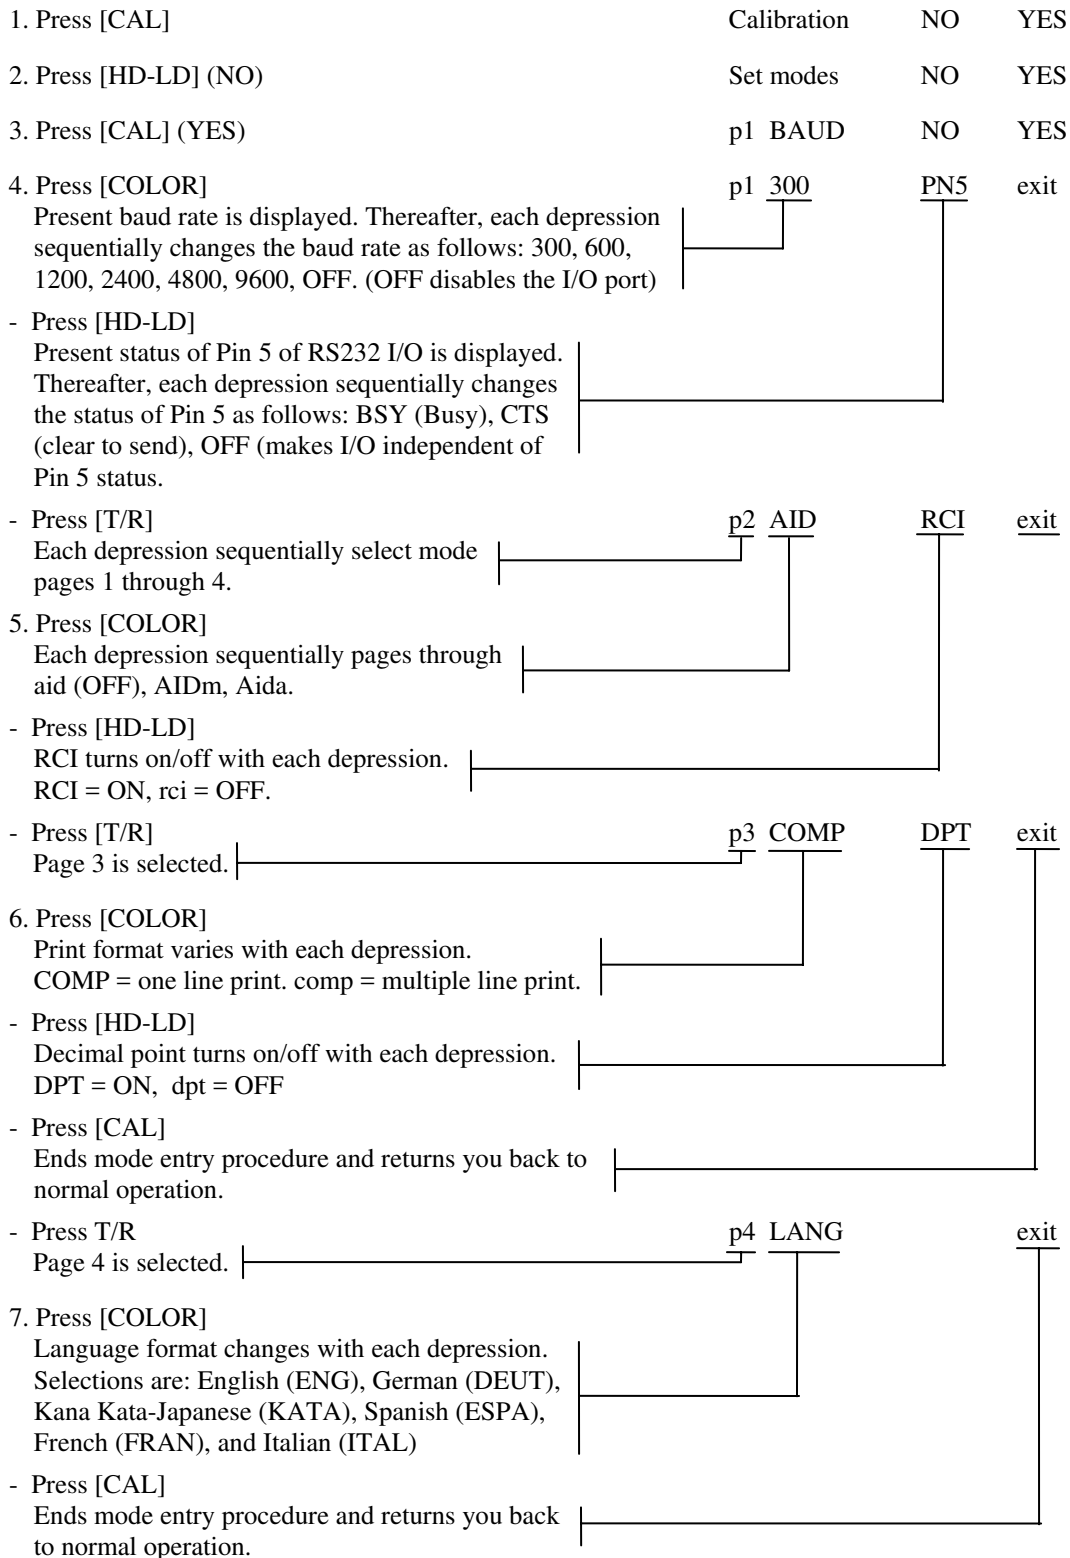 1. Press [CAL] Calibration NO YES
2. Press [HD-LD] (NO) Set modes NO YES
3. Press [CAL] (YES) p1 BAUD NO YES
4. Press [COLOR] p1 300 PN5 exit
Present baud rate is displayed. Thereafter, each depression
sequentially changes the baud rate as follows: 300, 600,
1200, 2400, 4800, 9600, OFF. (OFF disables the I/O port)
- Press [HD-LD]
Present status of Pin 5 of RS232 I/O is displayed.
Thereafter, each depression sequentially changes
the status of Pin 5 as follows: BSY (Busy), CTS
(clear to send), OFF (makes I/O independent of
Pin 5 status.
- Press [T/R] p2 AID RCI exit
Each depression sequentially select mode
pages 1 through 4.
5. Press [COLOR]
Each depression sequentially pages through
aid (OFF), AIDm, Aida.
- Press [HD-LD]
RCI turns on/off with each depression.
RCI = ON, rci = OFF.
- Press [T/R] p3 COMP DPT exit
Page 3 is selected.
6. Press [COLOR]
Print format varies with each depression.
COMP = one line print. comp = multiple line print.
- Press [HD-LD]
Decimal point turns on/off with each depression.
DPT = ON, dpt = OFF
- Press [CAL]
Ends mode entry procedure and returns you back to
normal operation.
- Press T/R p4 LANG exit
Page 4 is selected.
7. Press [COLOR]
Language format changes with each depression.
Selections are: English (ENG), German (DEUT),
Kana Kata-Japanese (KATA), Spanish (ESPA),
French (FRAN), and Italian (ITAL)
- Press [CAL]
Ends mode entry procedure and returns you back
to normal operation.